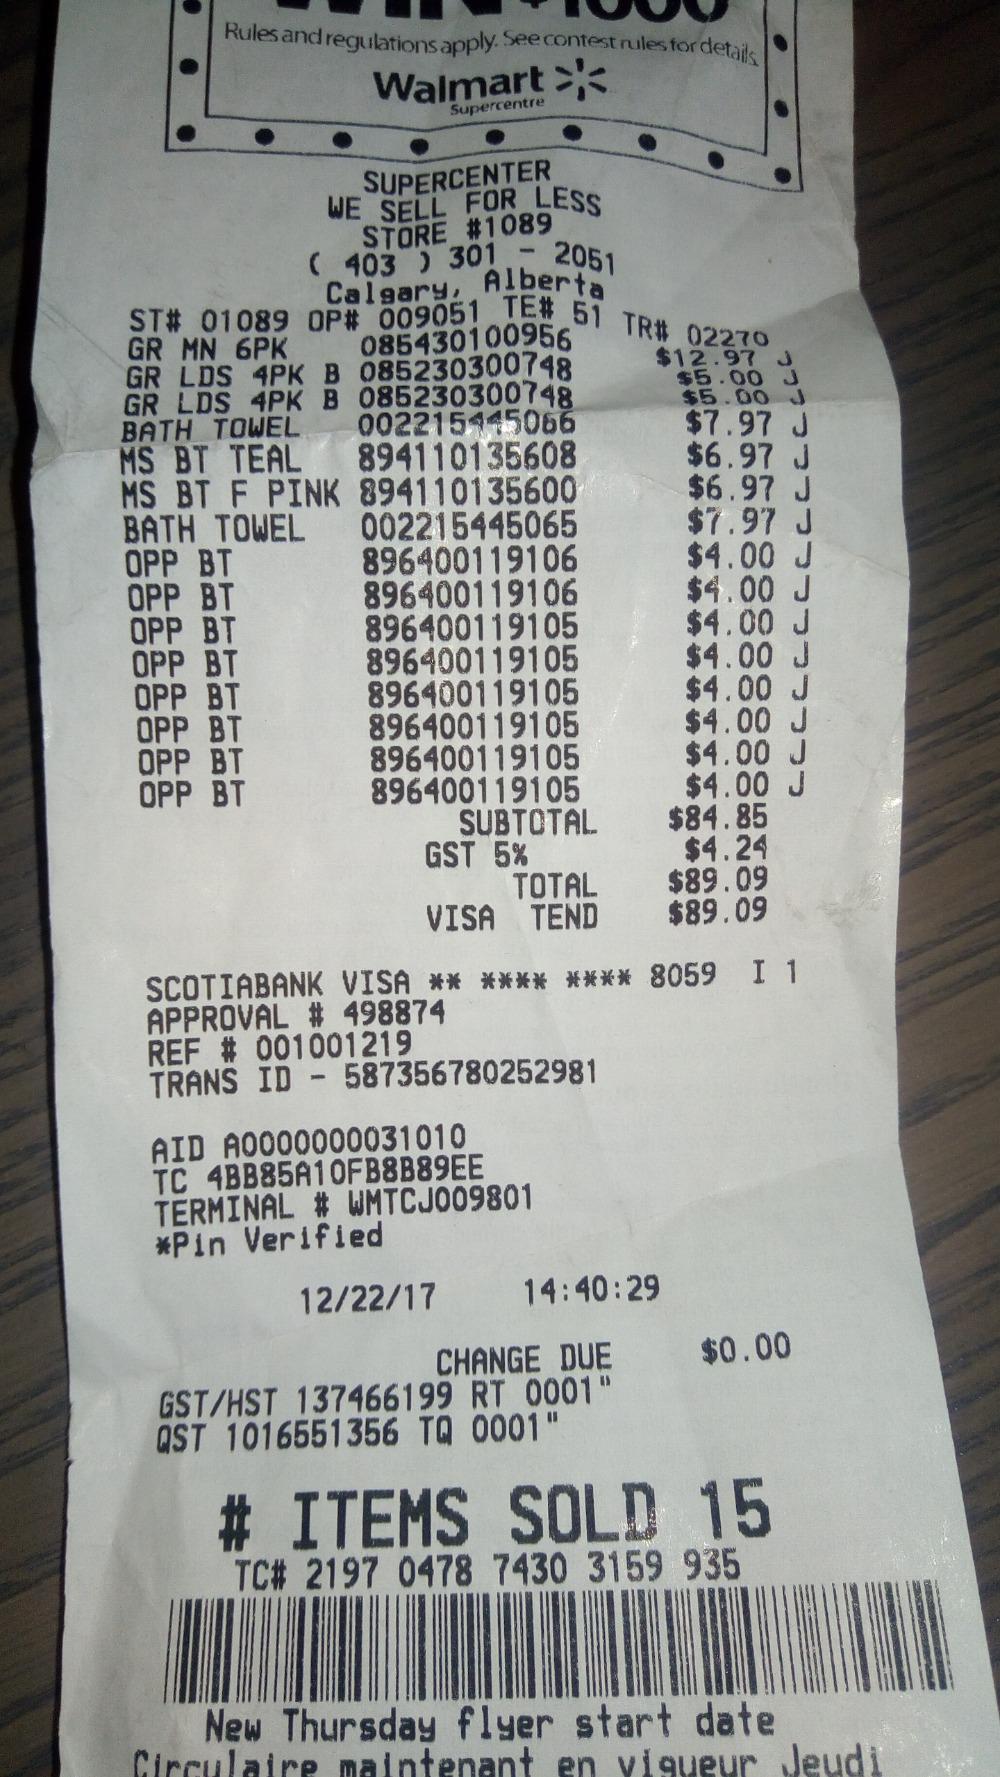 WIN $1000
Rules and regulations apply. See contest rules for details.
Walmart
Supercentre
SUPERCENTER
WE SELL FOR LESS
STORE #1089
( 403 ) 301 - 2051
Calgary, Alberta
ST# 01089 OP# 009051 TE# 51 TR# 02270
GR MN 6PK 085430100956 $12.97 J
GR LDS 4PK B 085230300748 $5.00 J
GR LDS 4PK B 085230300748 $5.00 J
BATH TOWEL 002215445066 $7.97 J
MS BT TEAL 894110135608 $6.97 J
MS BT F PINK 894110135600 $6.97 J
BATH TOWEL 002215445065 $7.97 J
OPP BT 896400119106 $4.00 J
OPP BT 896400119106 $4.00 J
OPP BT 896400119105 $4.00 J
OPP BT 896400119105 $4.00 J
OPP BT 896400119105 $4.00 J
OPP BT 896400119105 $4.00 J
OPP BT 896400119105 $4.00 J
OPP BT 896400119105 $4.00 J
SUBTOTAL $84.85
GST 5% $4.24
TOTAL $89.09
VISA TEND $89.09
SCOTIABANK VISA ** **** **** 8059 I 1
APPROVAL # 498874
REF # 001001219
TRANS ID - 587356780252981
AID A0000000031010
TC 4BB85A10FB8B89EE
TERMINAL # WMTCJ009801
*Pin Verified
12/22/17 14:40:29
CHANGE DUE $0.00
GST/HST 137466199 RT 0001"
QST 1016551356 TQ 0001"
# ITEMS SOLD 15
TC# 2197 0478 7430 3159 935
New Thursday flyer start date
Circulaire maintenant en vigueur Jeudi